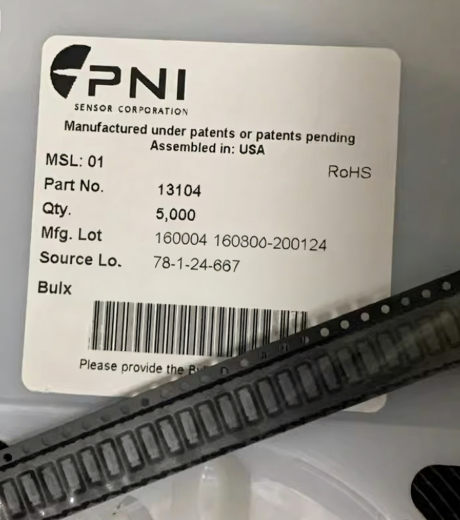 PNI
SENSOR CORPORATION
Manufactured under patents or patents pending
Assembled in: USA
MSL: 01
RoHS
Part No. 13104
Qty. 5,000
Mfg. Lot 160004 160800-200124
Source Lo. 78-1-24-667
Bulx
Please provide the